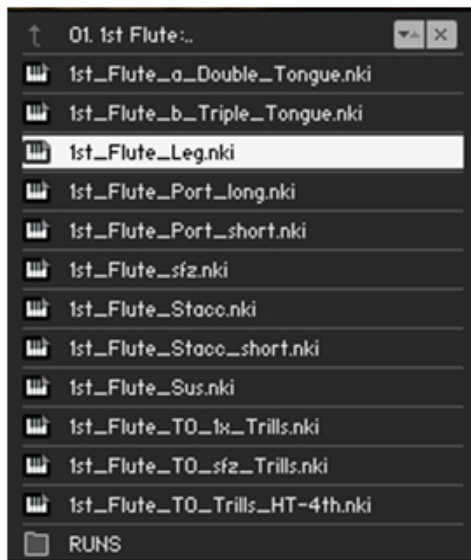 01. 1st Flute:..
1st_Flute_a_Double_Tongue.nki
1st_Flute_b_Triple_Tongue.nki
1st_Flute_Leg.nki
1st_Flute_Port_long.nki
1st_Flute_Port_short.nki
1st_Flute_sfz.nki
1st_Flute_Stacc.nki
1st_Flute_Stacc_short.nki
1st_Flute_Sus.nki
1st_Flute_TO_1x_Trills.nki
1st_Flute_TO_sfz_Trills.nki
1st_Flute_TO_Trills_HT-4th.nki
RUNS